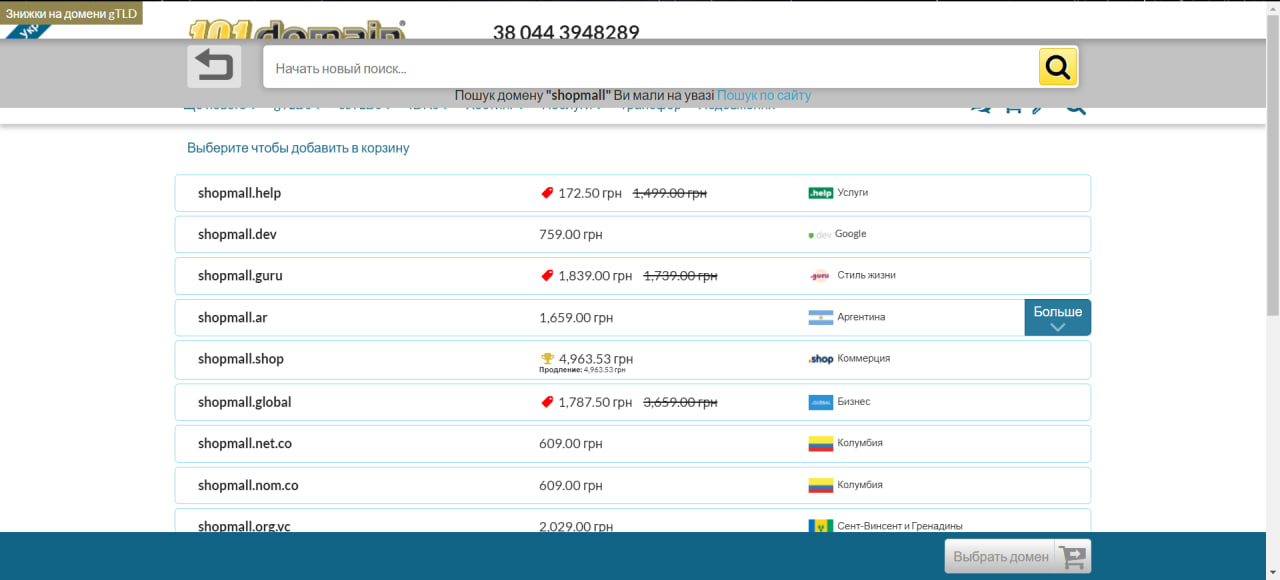 Знижки на домени gTLD
Укр
101domain®
38 044 3948289
Начать новый поиск...
Пошук домену "shopmall" Ви мали на увазі Пошук по сайту
Выберите чтобы добавить в корзину
shopmall.help 172.50 грн 1,499.00 грн .help Услуги
shopmall.dev 759.00 грн .dev Google
shopmall.guru 1,839.00 грн 1,739.00 грн .guru Стиль жизни
shopmall.ar 1,659.00 грн Аргентина Больше
shopmall.shop 4,963.53 грн .shop Коммерция
Продление: 4,963.53 грн
shopmall.global 1,787.50 грн 3,659.00 грн .GLOBAL Бизнес
shopmall.net.co 609.00 грн Колумбия
shopmall.nom.co 609.00 грн Колумбия
shopmall.org.vc 2,029.00 грн Сент-Винсент и Гренадины
Выбрать домен